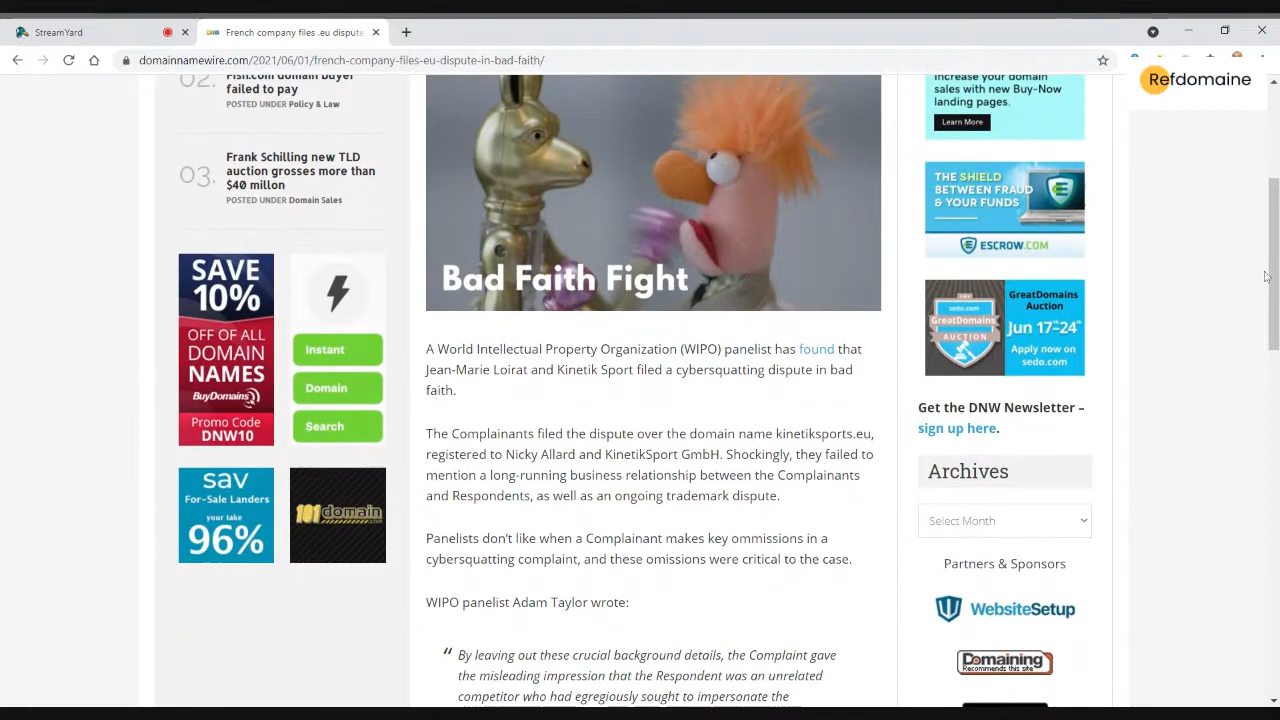 StreamYard
French company files .eu dispute
domainnamewire.com/2021/06/01/french-company-files-eu-dispute-in-bad-faith/
Refdomaine
02. Fish.com domain buyer
failed to pay
POSTED UNDER Policy & Law
03. Frank Schilling new TLD
auction grosses more than
$40 millon
POSTED UNDER Domain Sales
SAVE
10%
OFF OF ALL
DOMAIN
NAMES
BuyDomains
Promo Code
DNW10
Instant
Domain
Search
sav
For-Sale Landers
your take
96%
101domain.com
Bad Faith Fight
A World Intellectual Property Organization (WIPO) panelist has found that
Jean-Marie Loirat and Kinetik Sport filed a cybersquatting dispute in bad
faith.
The Complainants filed the dispute over the domain name kinetiksports.eu,
registered to Nicky Allard and KinetikSport GmbH. Shockingly, they failed to
mention a long-running business relationship between the Complainants
and Respondents, as well as an ongoing trademark dispute.
Panelists don’t like when a Complainant makes key ommissions in a
cybersquatting complaint, and these omissions were critical to the case.
WIPO panelist Adam Taylor wrote:
“ By leaving out these crucial background details, the Complaint gave
the misleading impression that the Respondent was an unrelated
competitor who had egregiously sought to impersonate the
Increase your domain
sales with new Buy-Now
landing pages.
Learn More
THE SHIELD
BETWEEN FRAUD
& YOUR FUNDS
ESCROW.COM
sedo.com
GreatDomains
AUCTION
GreatDomains
Auction
Jun 17th-24th
Apply now on
sedo.com
Get the DNW Newsletter –
sign up here.
Archives
Select Month
Partners & Sponsors
WebsiteSetup
Domaining
Recommends this site